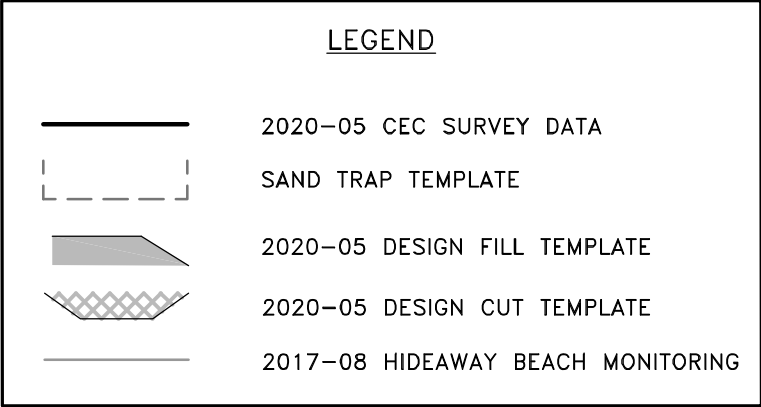 LEGEND
2020-05 CEC SURVEY DATA
SAND TRAP TEMPLATE
2020-05 DESIGN FILL TEMPLATE
2020-05 DESIGN CUT TEMPLATE
2017-08 HIDEAWAY BEACH MONITORING